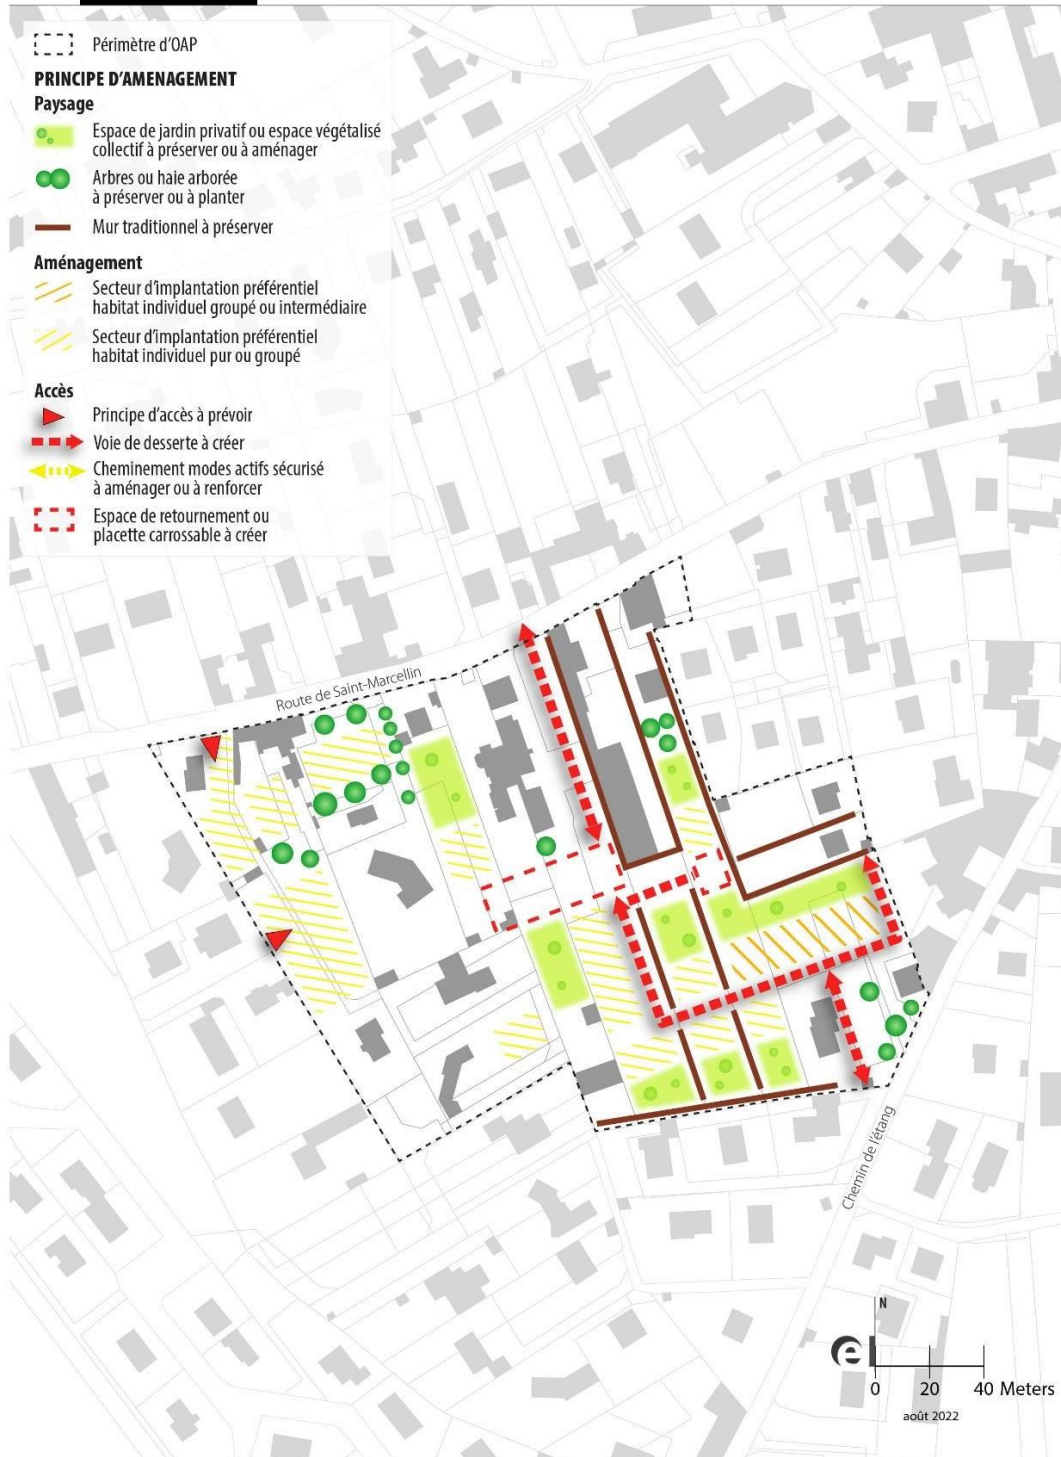 Périmètre d’OAP
PRINCIPE D’AMENAGEMENT
Paysage
Espace de jardin privatif ou espace végétalisé
collectif à préserver ou à aménager
Arbres ou haie arborée
à préserver ou à planter
Mur traditionnel à préserver
Aménagement
Secteur d’implantation préférentiel
habitat individuel groupé ou intermédiaire
Secteur d’implantation préférentiel
habitat individuel pur ou groupé
Accès
Principe d’accès à prévoir
Voie de desserte à créer
Cheminement modes actifs sécurisé
à aménager ou à renforcer
Espace de retournement ou
placette carrossable à créer
Route de Saint-Marcellin
Chemin de l’étang
N
e
0 20 40 Meters
août 2022